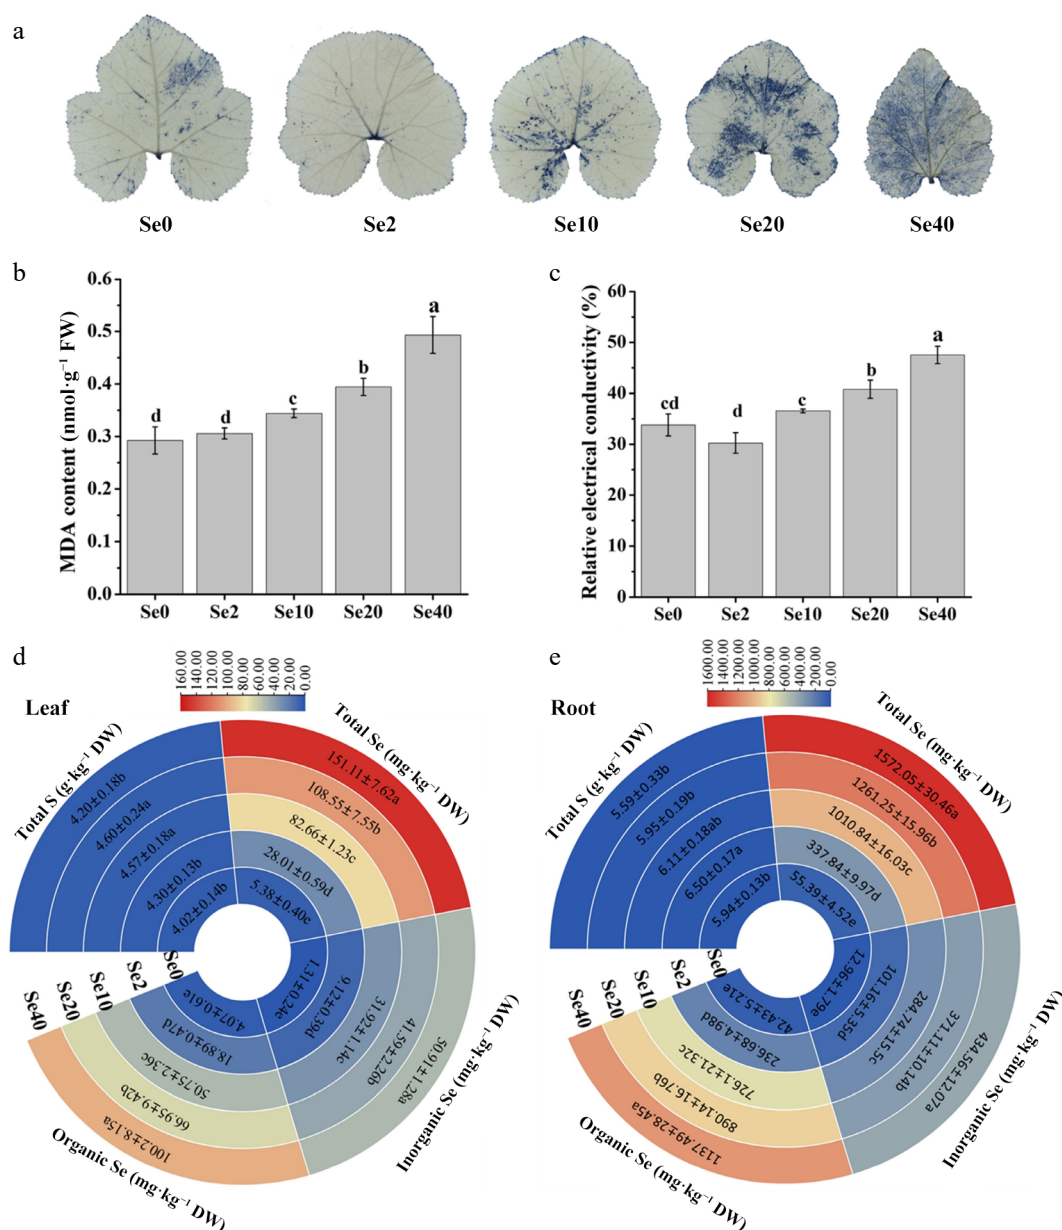 a
Se0
Se2
Se10
Se20
Se40
b
MDA content (nmol·g⁻¹ FW)
0.6
0.5
0.4
0.3
0.2
0.1
0.0
d
d
c
b
a
Se0
Se2
Se10
Se20
Se40
c
Relative electrical conductivity (%)
60
50
40
30
20
10
0
cd
d
c
b
a
Se0
Se2
Se10
Se20
Se40
d
Leaf
160.00
140.00
120.00
100.00
80.00
60.00
40.00
20.00
0.00
Total S (g·kg⁻¹ DW)
4.20±0.18b
4.60±0.24a
4.57±0.18a
4.30±0.13b
4.02±0.14b
Total Se (mg·kg⁻¹ DW)
151.11±7.62a
108.55±7.55b
82.66±1.23c
28.01±0.59d
5.38±0.40e
Inorganic Se (mg·kg⁻¹ DW)
1.31±0.24e
9.12±0.39d
31.92±1.14c
41.59±2.26b
50.91±1.28a
Organic Se (mg·kg⁻¹ DW)
4.07±0.61e
18.89±0.47d
50.75±2.36c
66.95±9.42b
100.2±8.15a
Se0
Se2
Se10
Se20
Se40
e
Root
1600.00
1400.00
1200.00
1000.00
800.00
600.00
400.00
200.00
0.00
Total S (g·kg⁻¹ DW)
5.59±0.33b
5.95±0.19b
6.11±0.18ab
6.50±0.17a
5.94±0.13b
Total Se (mg·kg⁻¹ DW)
1572.05±30.46a
1261.25±15.96b
1010.84±16.03c
337.84±9.97d
55.39±4.52e
Inorganic Se (mg·kg⁻¹ DW)
12.96±1.79e
101.16±5.35d
284.74±15.5c
371.11±10.14b
434.56±12.07a
Organic Se (mg·kg⁻¹ DW)
42.43±5.21e
236.68±4.98d
726.1±21.32c
890.14±16.76b
1137.49±28.45a
Se0
Se2
Se10
Se20
Se40